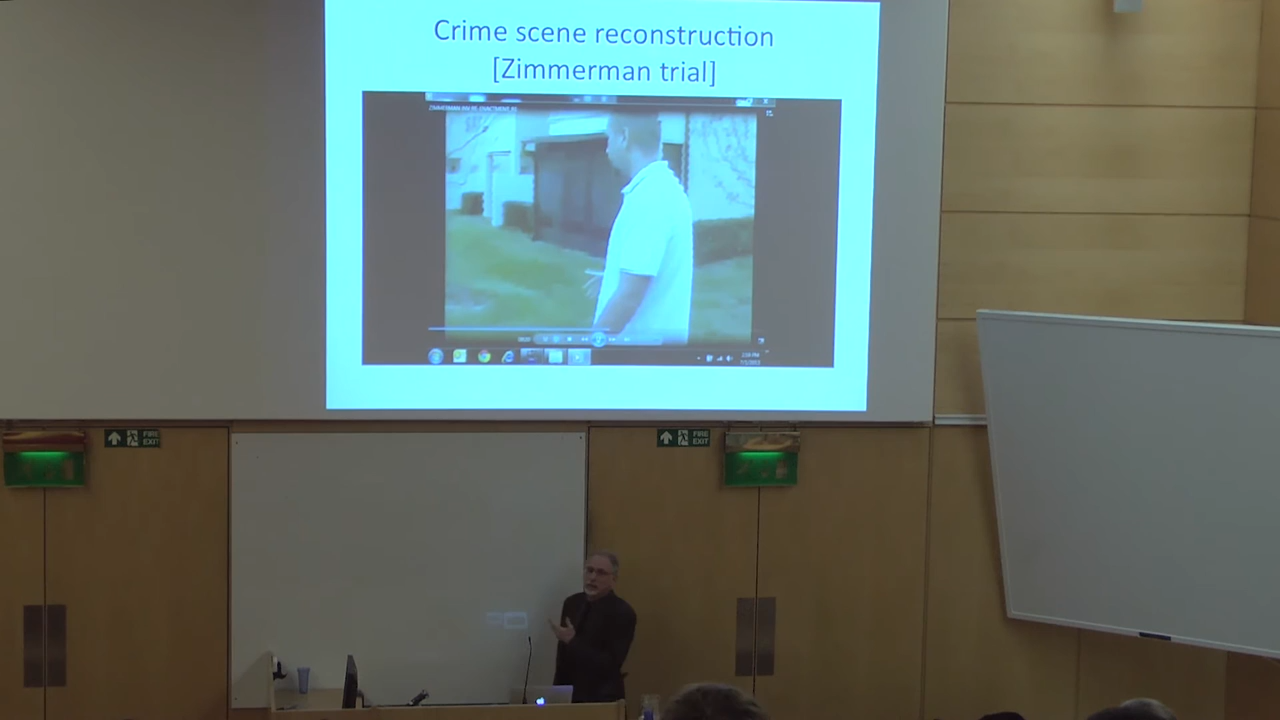 Crime scene reconstruction
[Zimmerman trial]
FIRE
EXIT
FIRE
EXIT